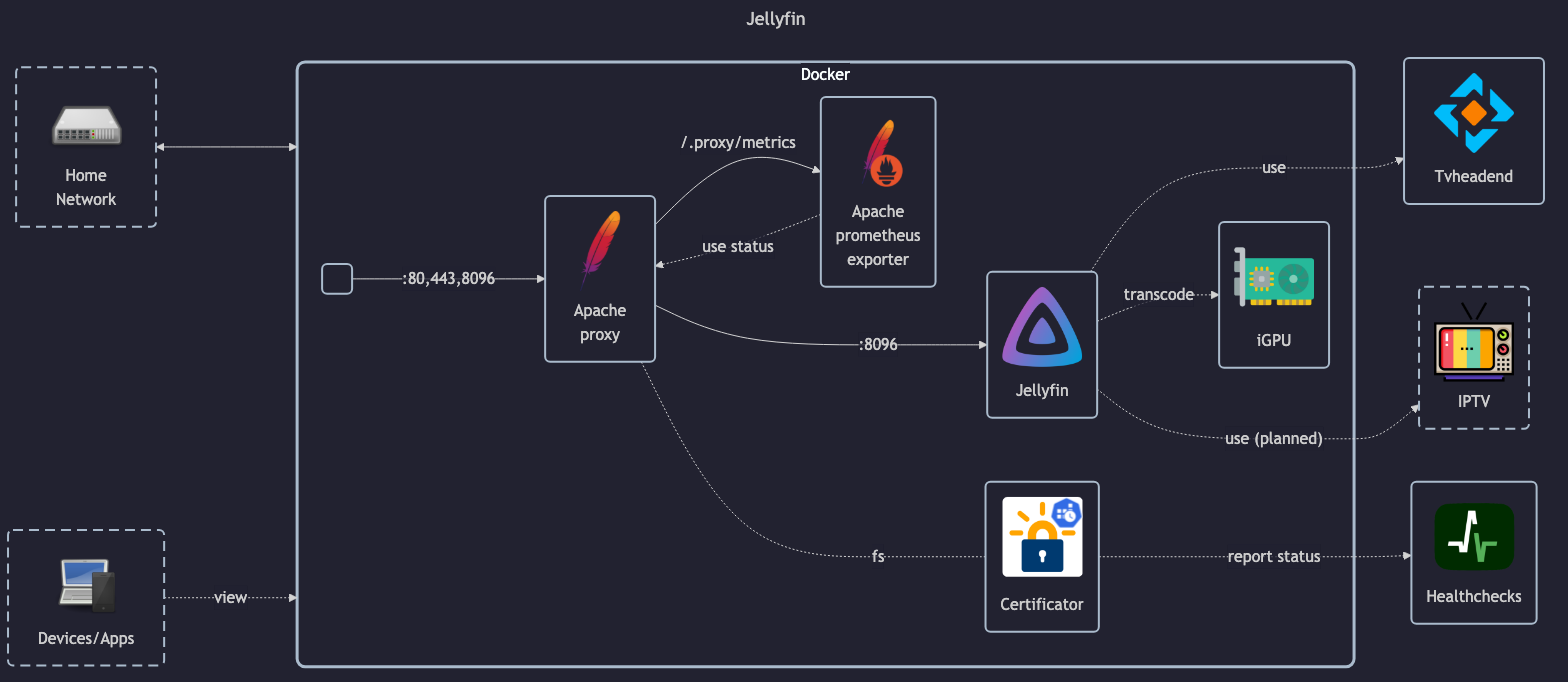 Jellyfin
Docker
Home
Network
/.proxy/metrics
Apache
prometheus
exporter
use
Tvheadend
use status
:80,443,8096
Apache
proxy
transcode
iGPU
:8096
Jellyfin
IPTV
use (planned)
fs
Certificator
report status
Healthchecks
view
Devices/Apps